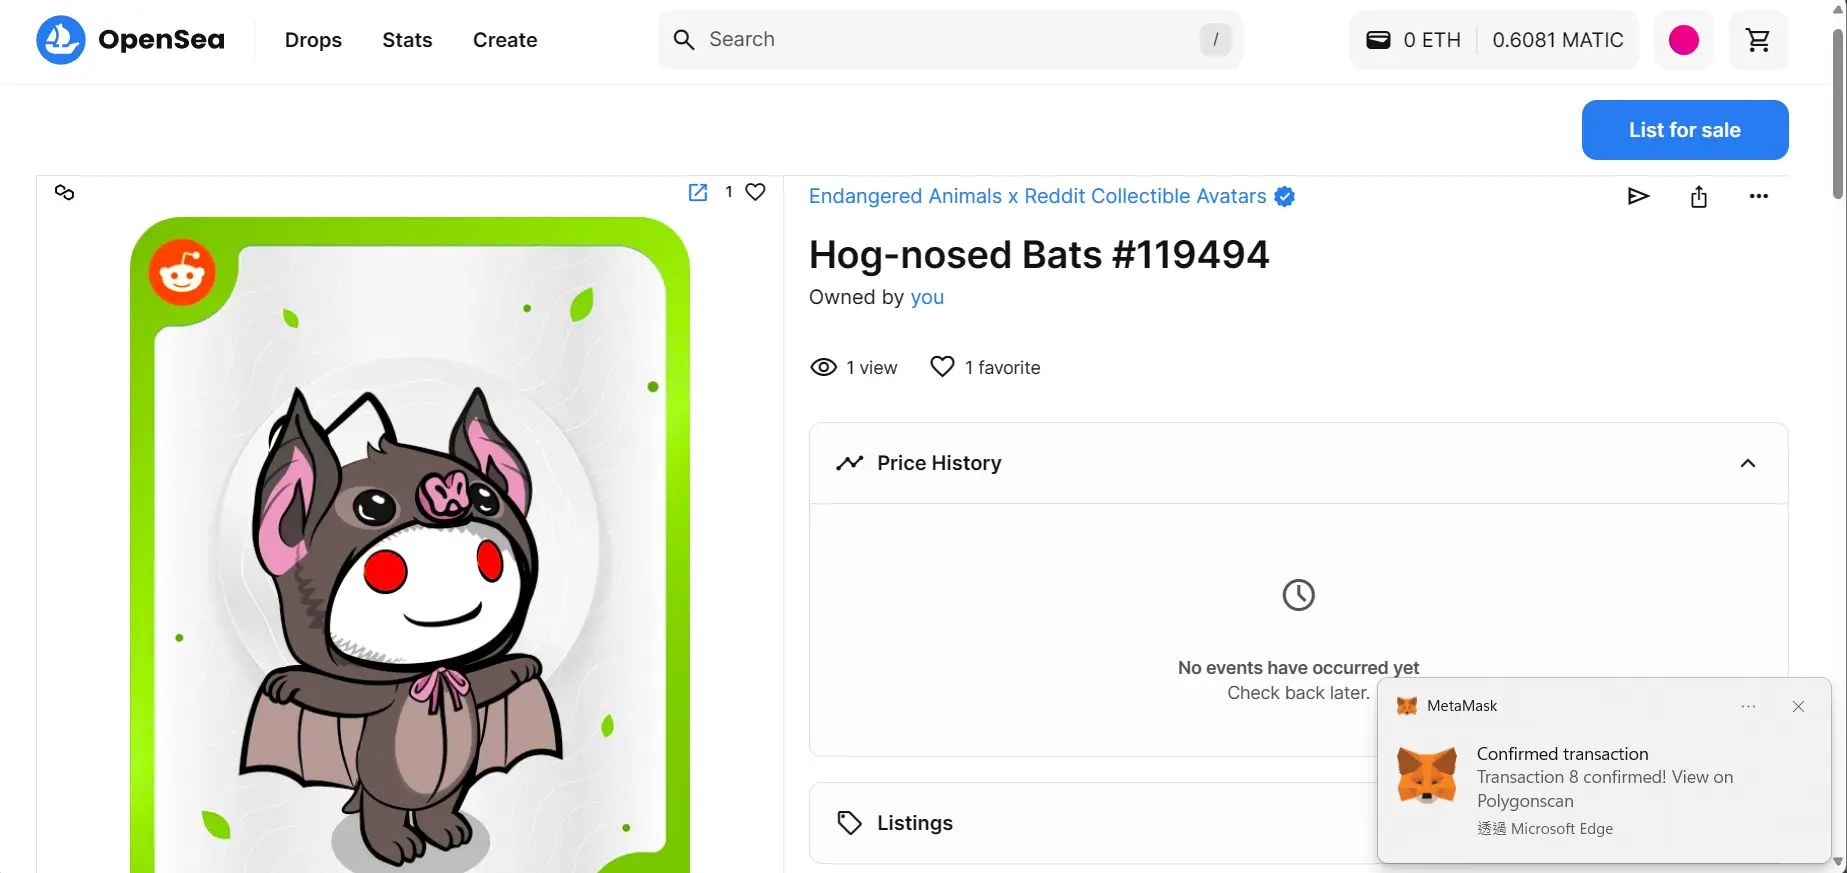 OpenSea
Drops
Stats
Create
Search
/
0 ETH
0.6081 MATIC
List for sale
1
Endangered Animals x Reddit Collectible Avatars
Hog-nosed Bats #119494
Owned by you
1 view
1 favorite
Price History
No events have occurred yet
Check back later.
Listings
MetaMask
Confirmed transaction
Transaction 8 confirmed! View on
Polygonscan
透過 Microsoft Edge